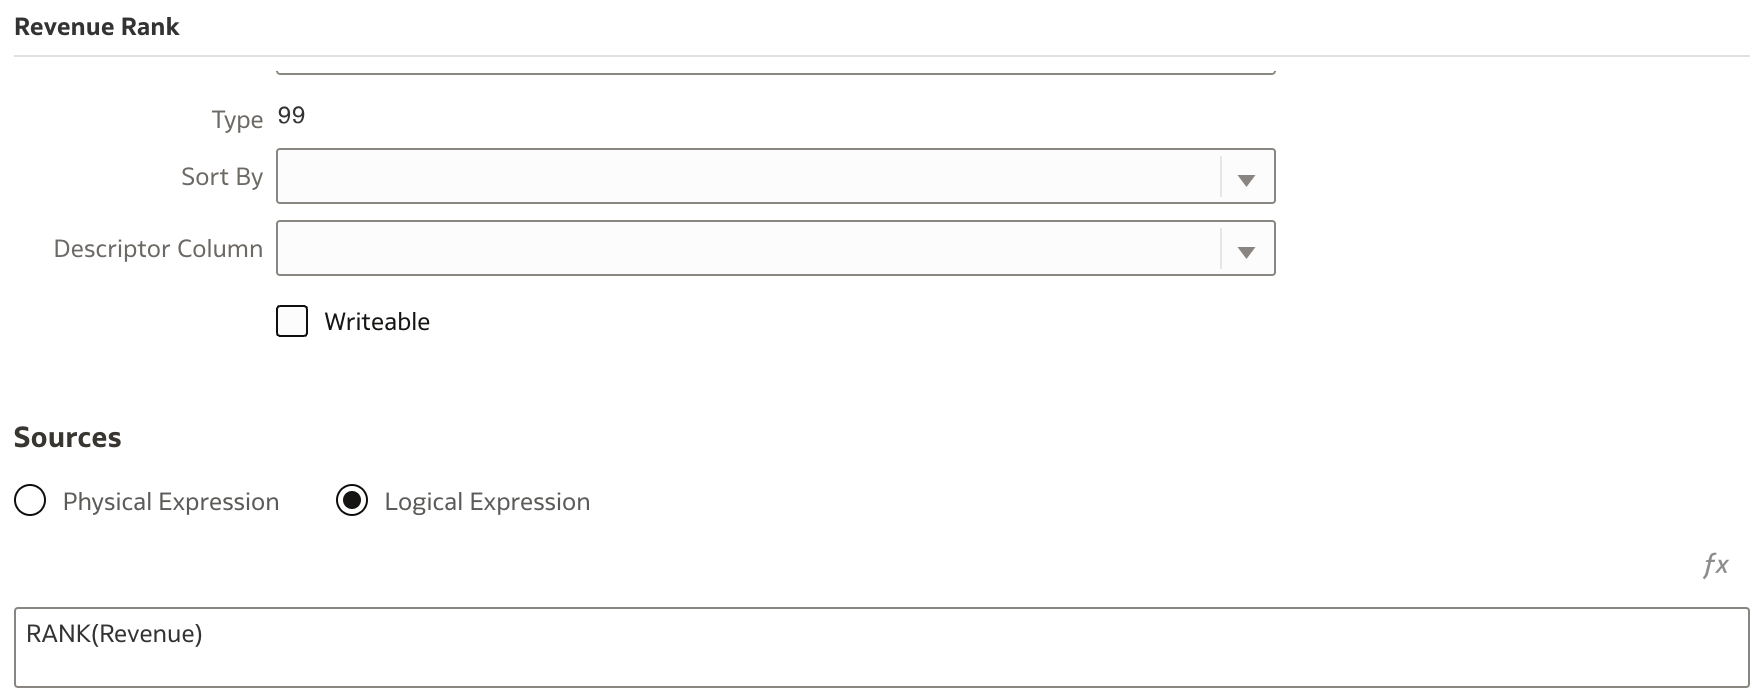 Revenue Rank
Type 99
Sort By
Descriptor Column
Writeable
Sources
Physical Expression Logical Expression
fx
RANK(Revenue)